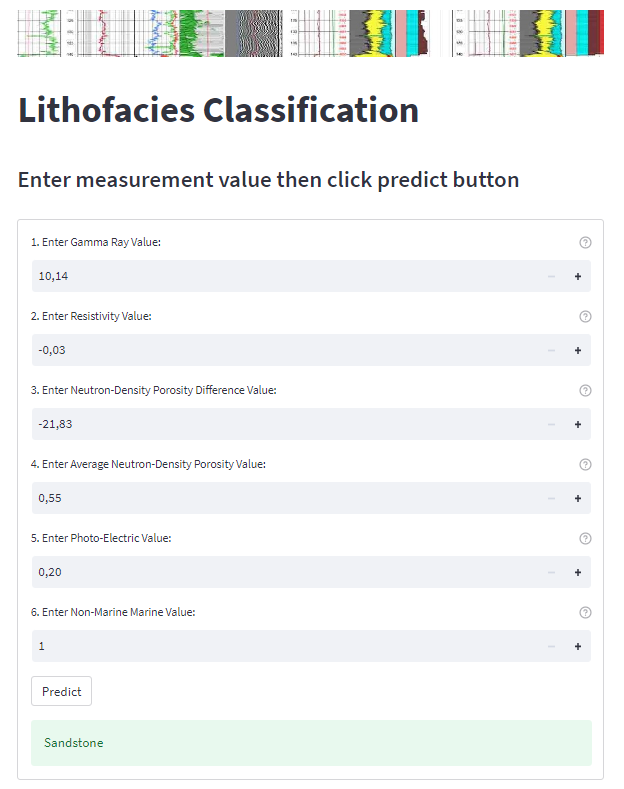 Lithofacies Classification
Enter measurement value then click predict button
1. Enter Gamma Ray Value:
10,14
2. Enter Resistivity Value:
-0,03
3. Enter Neutron-Density Porosity Difference Value:
-21,83
4. Enter Average Neutron-Density Porosity Value:
0,55
5. Enter Photo-Electric Value:
0,20
6. Enter Non-Marine Marine Value:
1
Predict
Sandstone